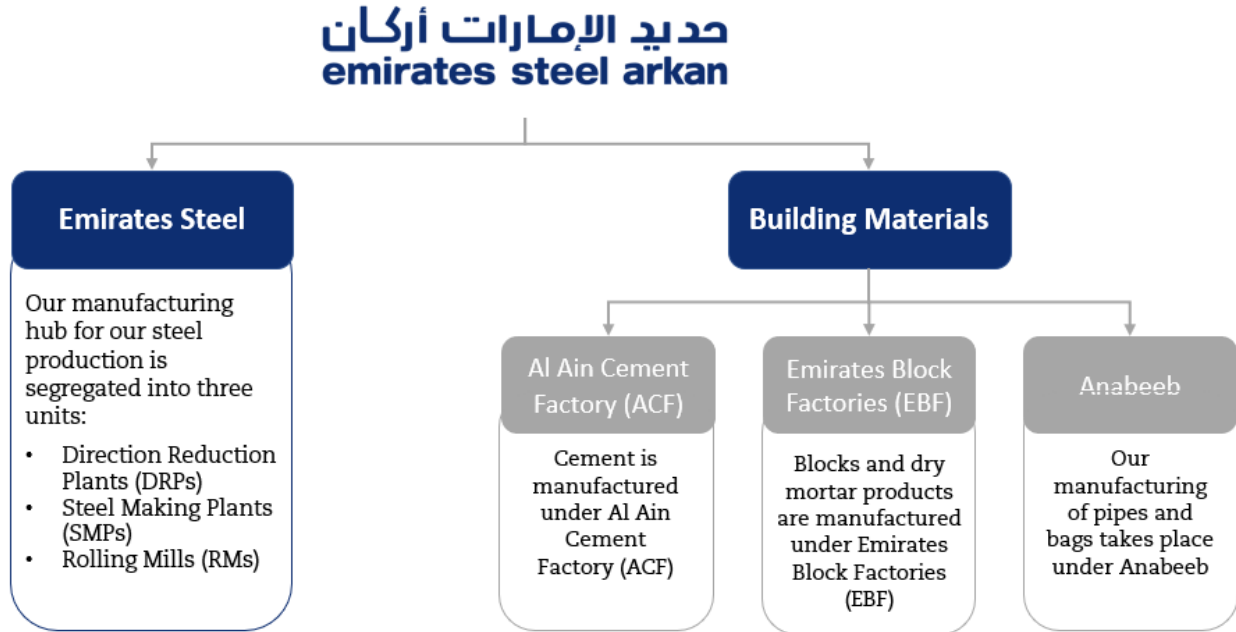 حديد الإمارات أركان
emirates steel arkan
Emirates Steel
Our manufacturing
hub for our steel
production is
segregated into three
units:
• Direction Reduction
Plants (DRPs)
• Steel Making Plants
(SMPs)
• Rolling Mills (RMs)
Building Materials
Al Ain Cement
Factory (ACF)
Cement is
manufactured
under Al Ain
Cement
Factory (ACF)
Emirates Block
Factories (EBF)
Blocks and dry
mortar products
are manufactured
under Emirates
Block Factories
(EBF)
Anabeeb
Our
manufacturing
of pipes and
bags takes place
under Anabeeb